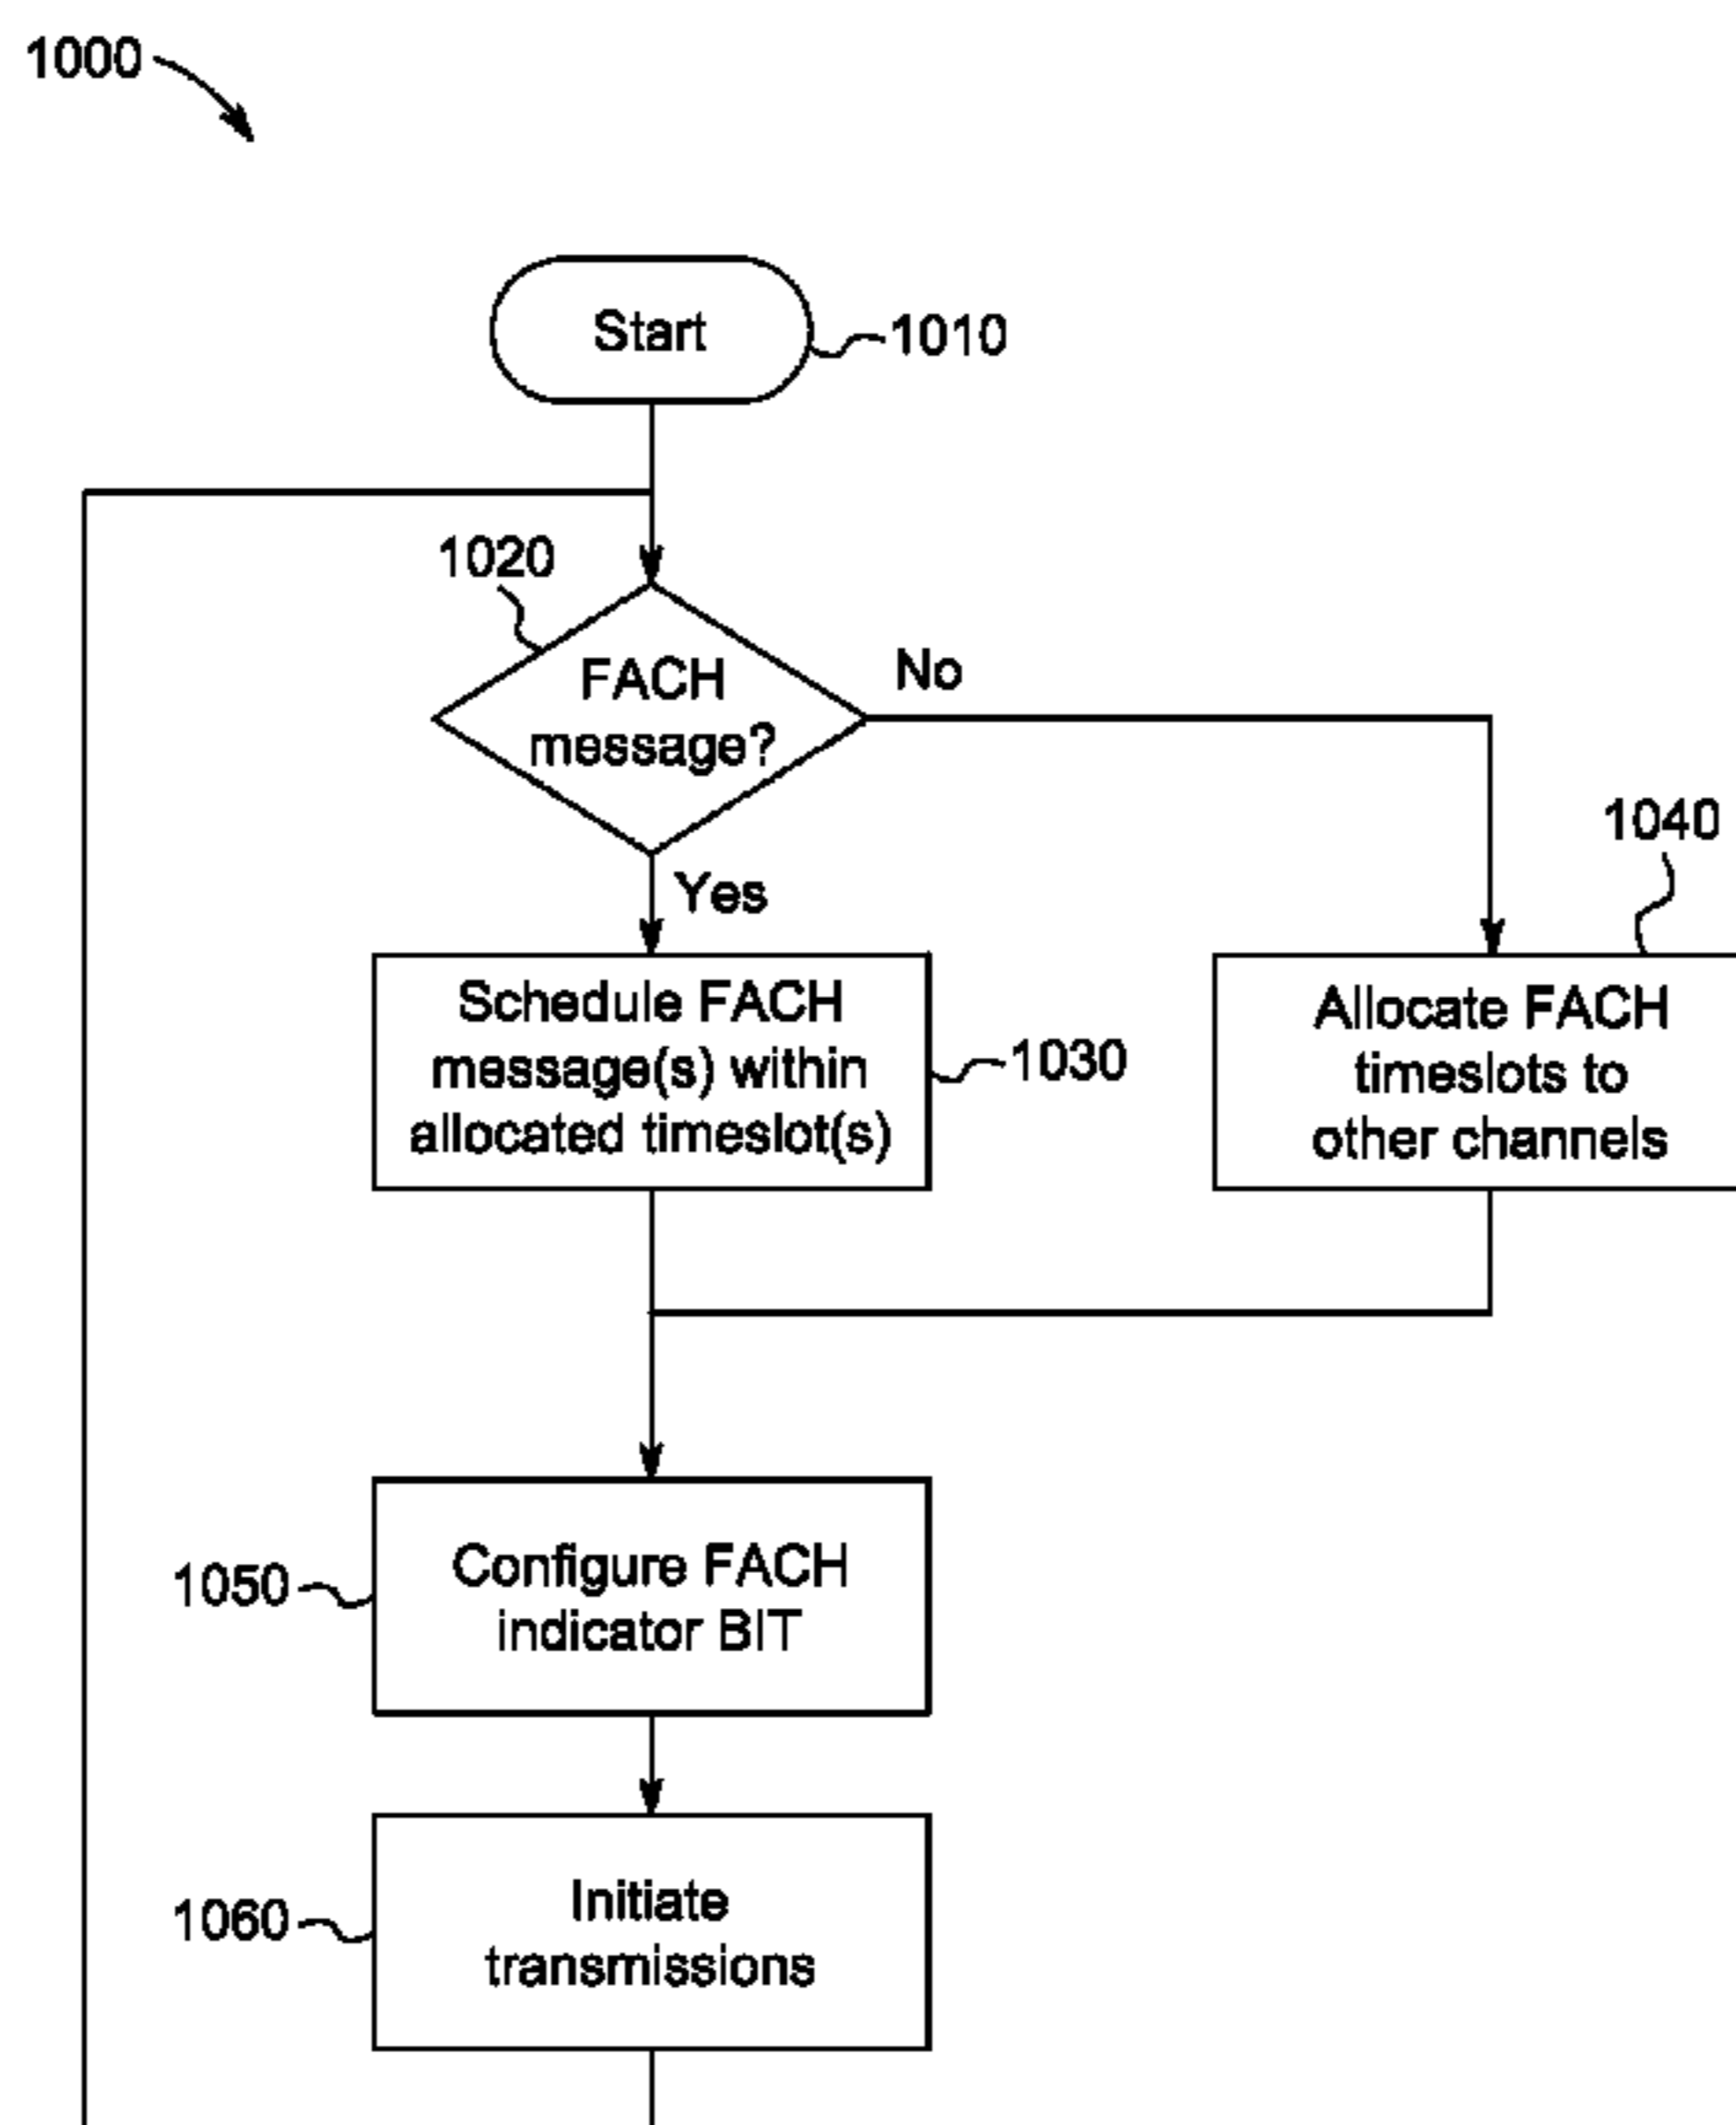 1000
Start
1010
1020
FACH
message?
No
Yes
1040
Schedule FACH
message(s) within
allocated timeslot(s)
1030
Allocate FACH
timeslots to
other channels
1050
Configure FACH
indicator BIT
1060
Initiate
transmissions